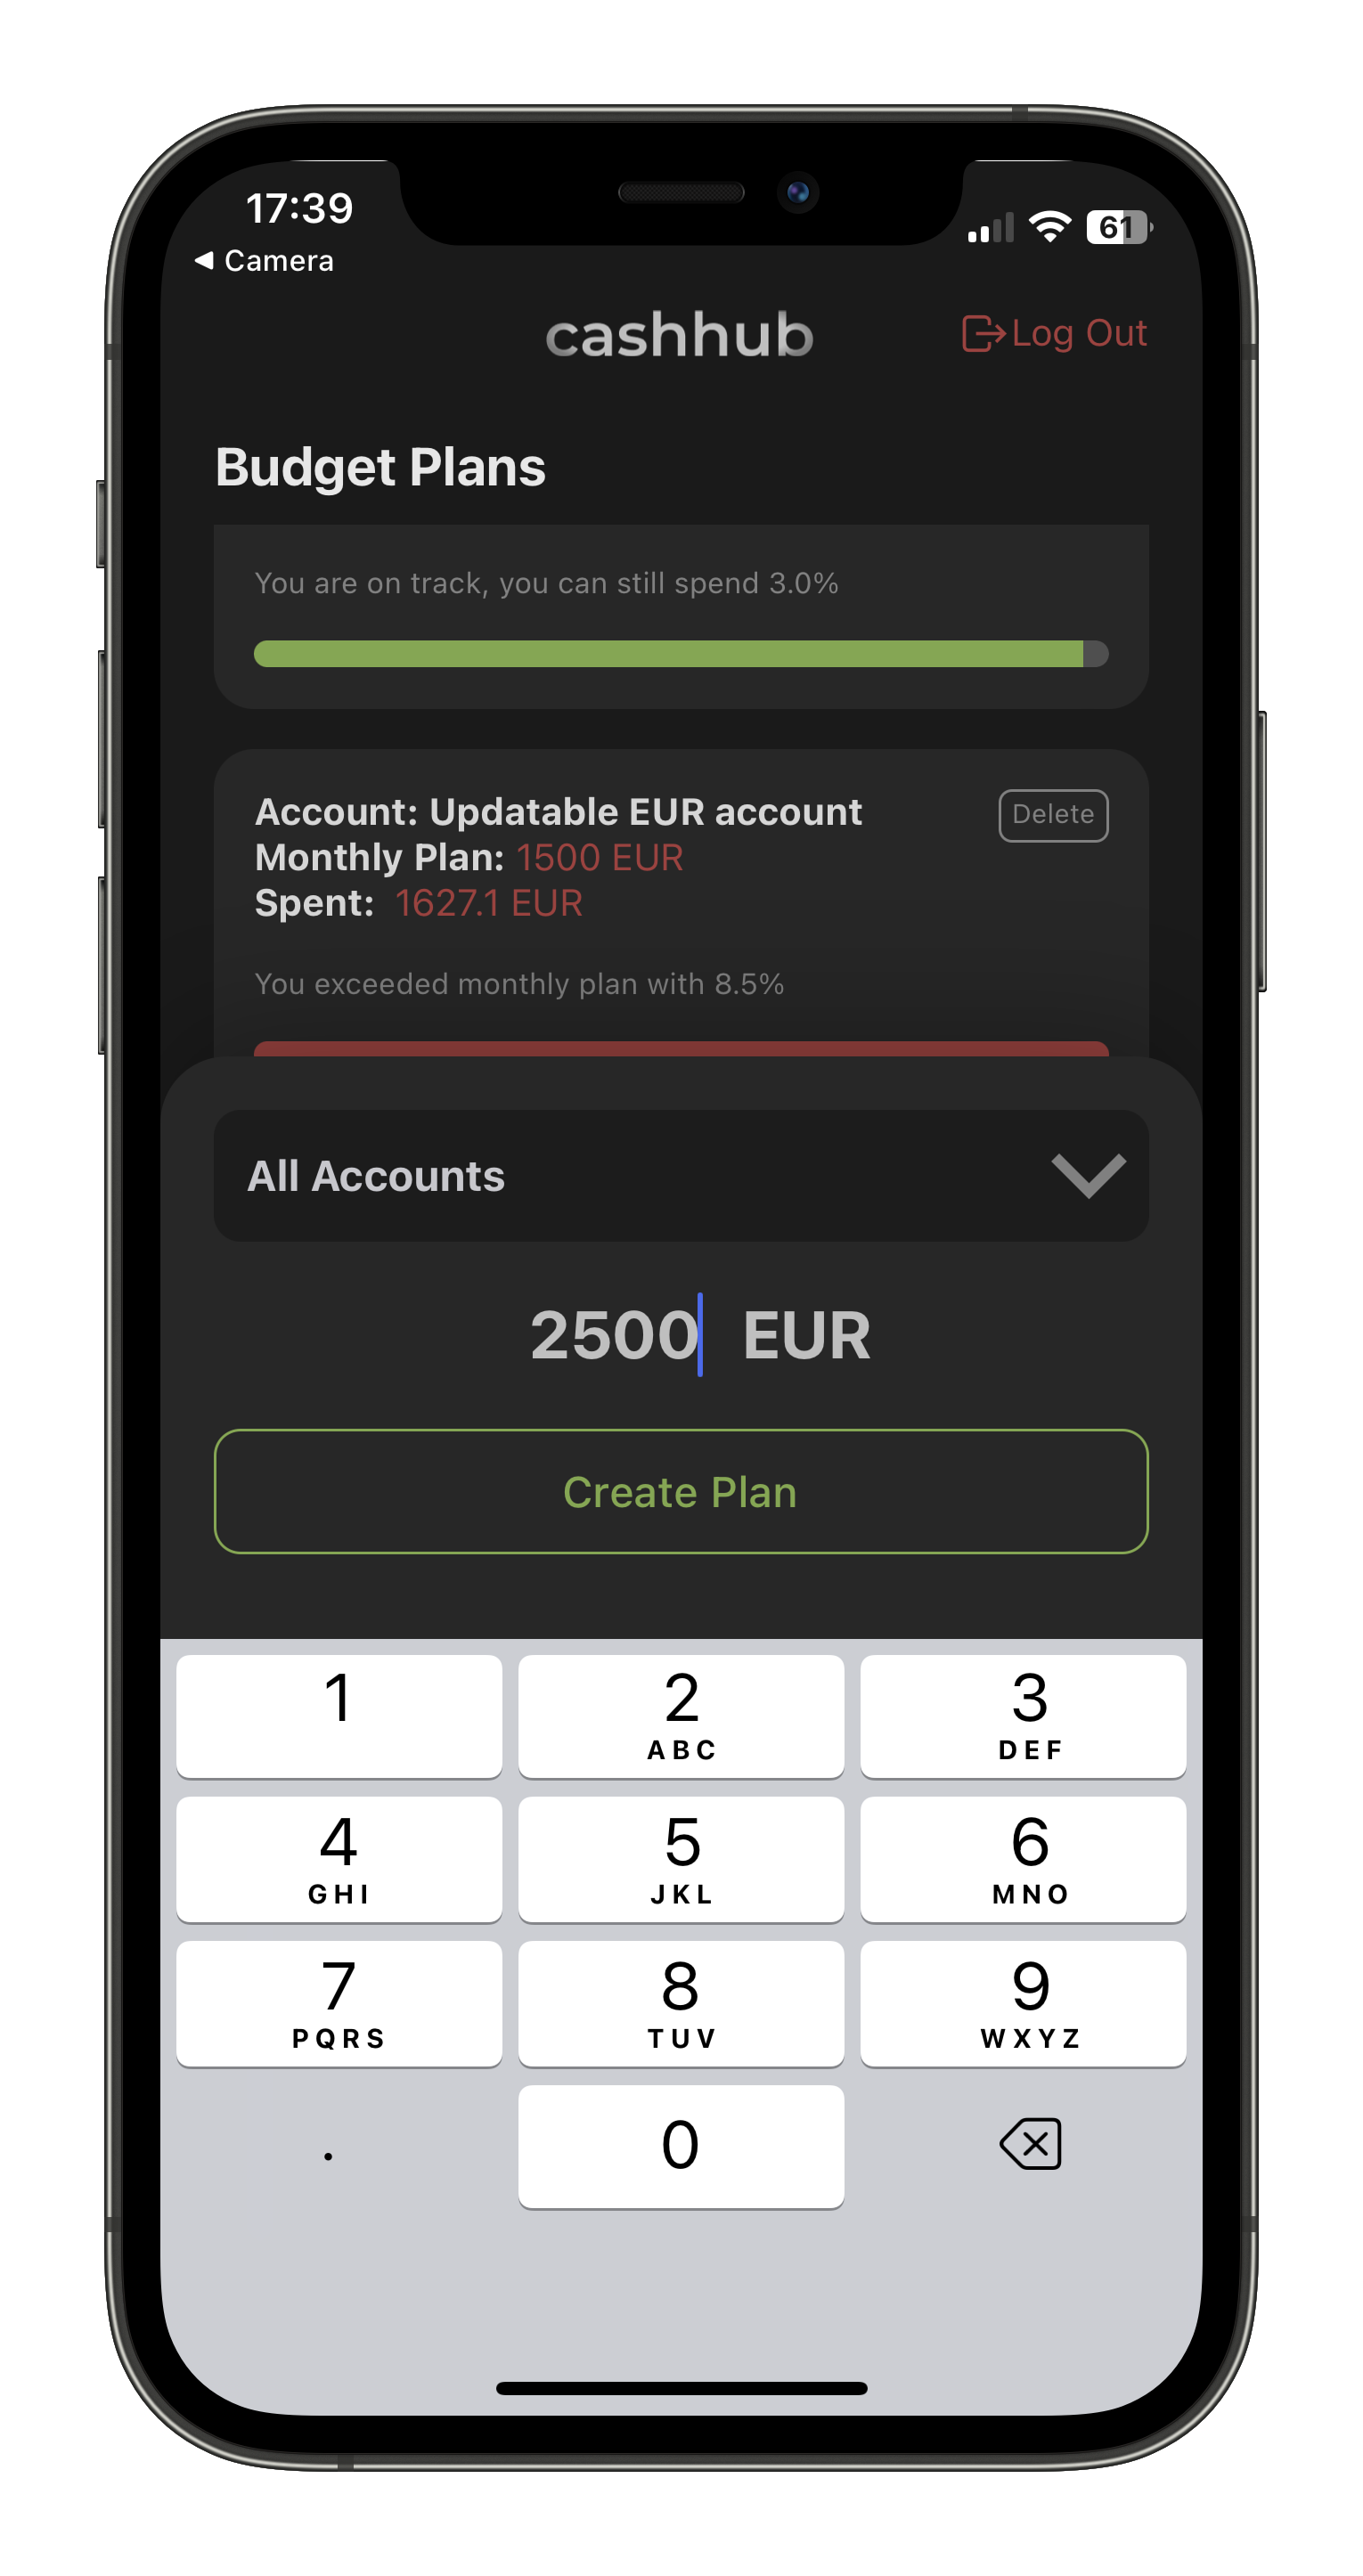 17:39
61
◀ Camera
cashhub
Log Out
Budget Plans
You are on track, you can still spend 3.0%
Account: Updatable EUR account
Delete
Monthly Plan: 1500 EUR
Spent: 1627.1 EUR
You exceeded monthly plan with 8.5%
All Accounts
2500 EUR
Create Plan
1
2
3
ABC
DEF
4
5
6
GHI
JKL
MNO
7
8
9
PQRS
TUV
WXYZ
.
0